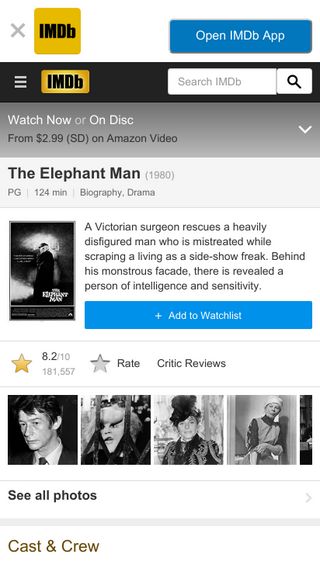 IMDb
Open IMDb App
IMDb
Search IMDb
Watch Now or On Disc
From $2.99 (SD) on Amazon Video
The Elephant Man (1980)
PG | 124 min | Biography, Drama
A Victorian surgeon rescues a heavily
disfigured man who is mistreated while
scraping a living as a side-show freak. Behind
his monstrous facade, there is revealed a
person of intelligence and sensitivity.
THE
ELEPHANT
MAN
+ Add to Watchlist
8.2/10
181,557
Rate
Critic Reviews
See all photos
Cast & Crew